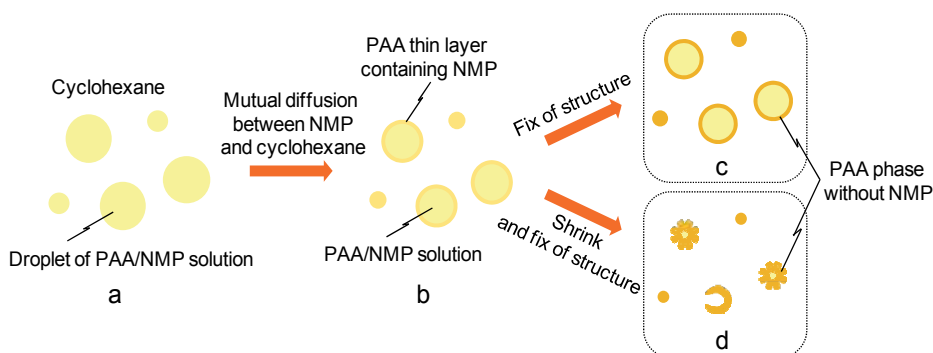 Cyclohexane
Droplet of PAA/NMP solution
a
Mutual diffusion
between NMP
and cyclohexane
PAA thin layer
containing NMP
PAA/NMP solution
b
Fix of structure
Shrink
and fix of structure
c
d
PAA phase
without NMP